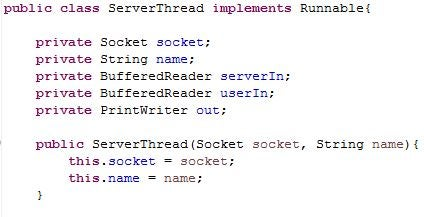 public class ServerThread implements Runnable{
private Socket socket;
private String name;
private BufferedReader serverIn;
private BufferedReader userIn;
private PrintWriter out;
public ServerThread(Socket socket, String name){
this.socket = socket;
this.name = name;
}